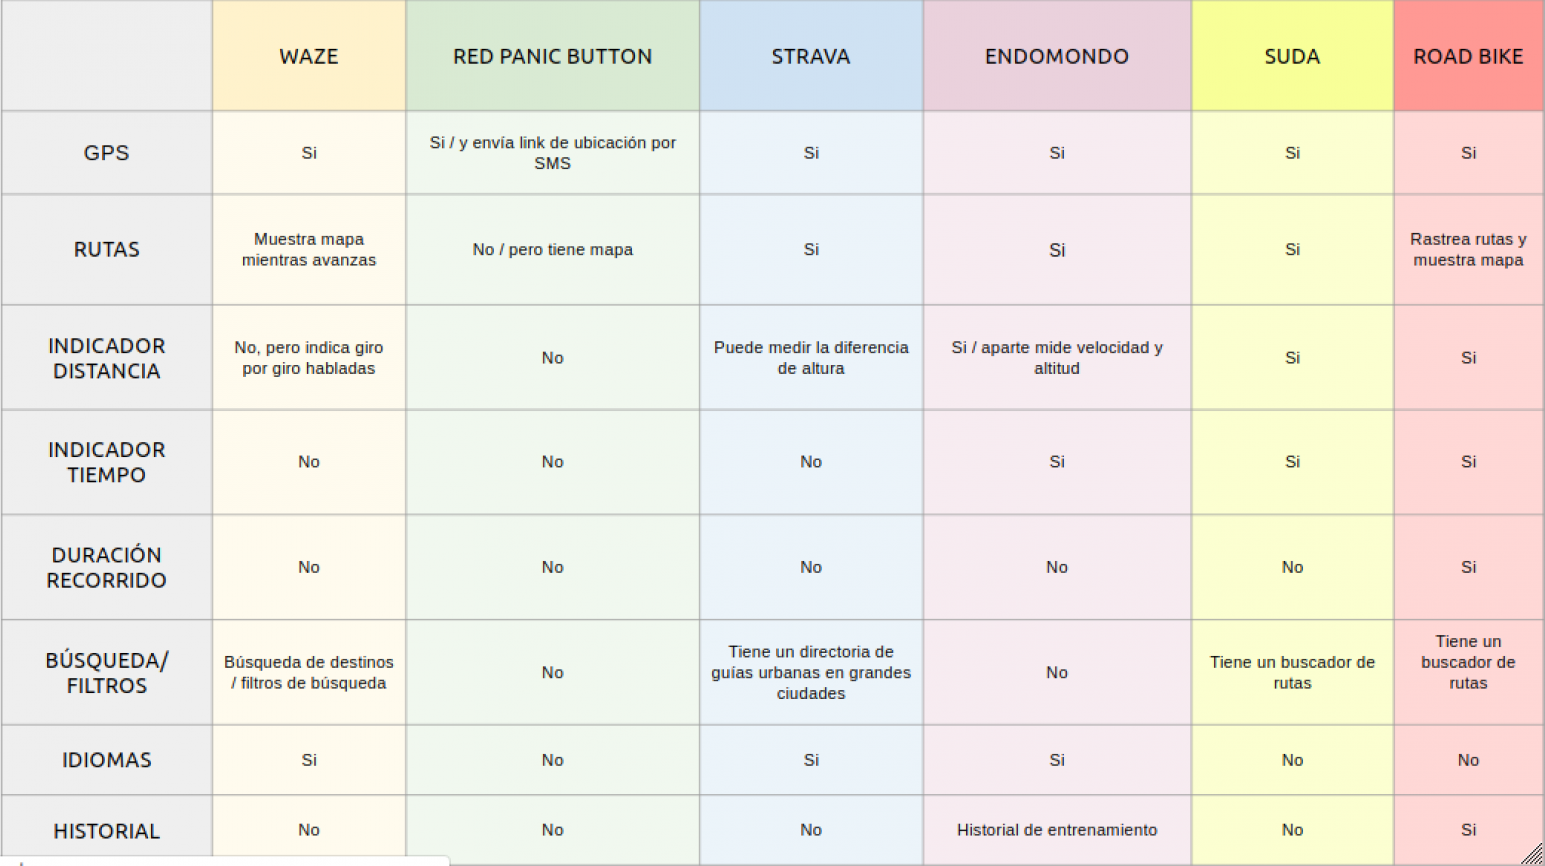 WAZE
RED PANIC BUTTON
STRAVA
ENDOMONDO
SUDA
ROAD BIKE
GPS
Si
Si / y envía link de ubicación por
SMS
Si
Si
Si
Si
RUTAS
Muestra mapa
mientras avanzas
No / pero tiene mapa
Si
Si
Si
Rastrea rutas y
muestra mapa
INDICADOR
DISTANCIA
No, pero indica giro
por giro habladas
No
Puede medir la diferencia
de altura
Si / aparte mide velocidad y
altitud
Si
Si
INDICADOR
TIEMPO
No
No
No
Si
Si
Si
DURACIÓN
RECORRIDO
No
No
No
No
No
Si
BÚSQUEDA/
FILTROS
Búsqueda de destinos
/ filtros de búsqueda
No
Tiene un directoria de
guías urbanas en grandes
ciudades
No
Tiene un buscador de
rutas
Tiene un
buscador de
rutas
IDIOMAS
Si
No
Si
Si
No
No
HISTORIAL
No
No
No
Historial de entrenamiento
No
Si